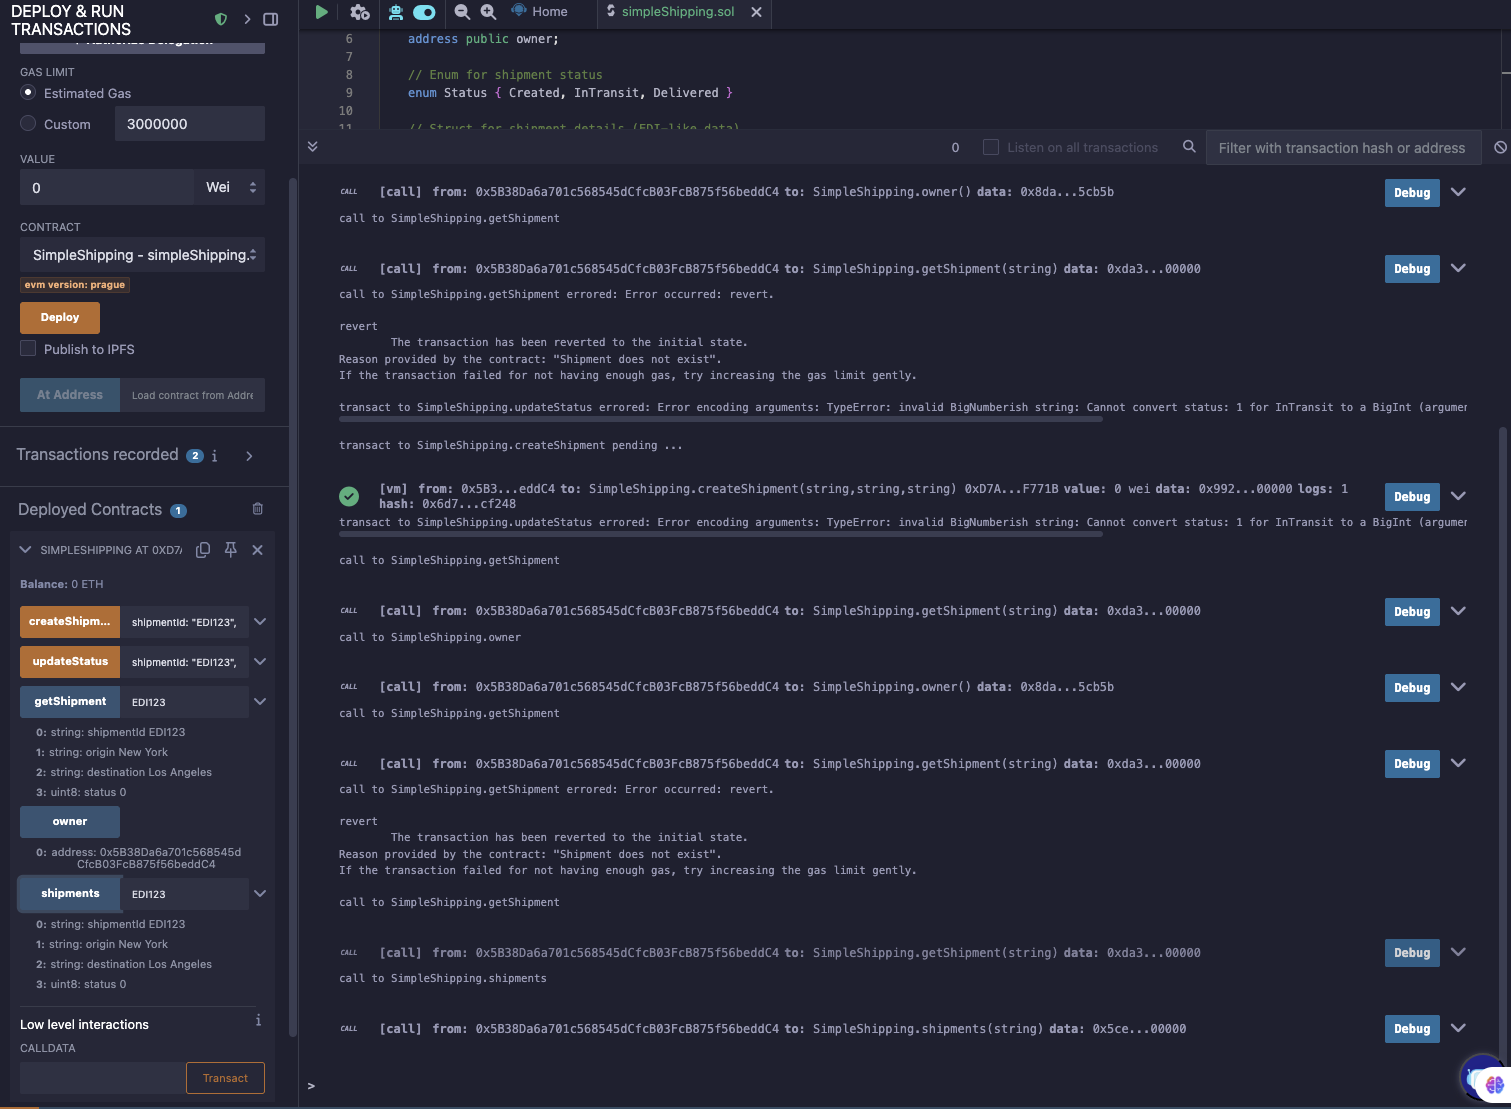 DEPLOY & RUN
TRANSACTIONS
GAS LIMIT
Estimated Gas
Custom
3000000
VALUE
0
Wei
CONTRACT
SimpleShipping - simpleShipping.
evm version: prague
Deploy
Publish to IPFS
At Address
Load contract from Addre
Transactions recorded 2 i
Deployed Contracts 1
SIMPLESHIPPING AT 0XD7
Balance: 0 ETH
createShipm...
shipmentId: "EDI123",
updateStatus
shipmentId: "EDI123",
getShipment
EDI123
0: string: shipmentId EDI123
1: string: origin New York
2: string: destination Los Angeles
3: uint8: status 0
owner
0: address: 0x5B38Da6a701c568545d
CfcB03FcB875f56beddC4
shipments
EDI123
0: string: shipmentId EDI123
1: string: origin New York
2: string: destination Los Angeles
3: uint8: status 0
Low level interactions
i
CALLDATA
Transact
Home
simpleShipping.sol
6 address public owner;
7
8 // Enum for shipment status
9 enum Status { Created, InTransit, Delivered }
10
11 // Struct for shipment details (EDI-like data)
0
Listen on all transactions
Filter with transaction hash or address
CALL [call] from: 0x5B38Da6a701c568545dCfcB03FcB875f56beddC4 to: SimpleShipping.owner() data: 0x8da...5cb5b
Debug
call to SimpleShipping.getShipment
CALL [call] from: 0x5B38Da6a701c568545dCfcB03FcB875f56beddC4 to: SimpleShipping.getShipment(string) data: 0xda3...00000
Debug
call to SimpleShipping.getShipment errored: Error occurred: revert.
revert
The transaction has been reverted to the initial state.
Reason provided by the contract: "Shipment does not exist".
If the transaction failed for not having enough gas, try increasing the gas limit gently.
transact to SimpleShipping.updateStatus errored: Error encoding arguments: TypeError: invalid BigNumberish string: Cannot convert status: 1 for InTransit to a BigInt (argumen
transact to SimpleShipping.createShipment pending ...
[vm] from: 0x5B3...eddC4 to: SimpleShipping.createShipment(string,string,string) 0xD7A...F771B value: 0 wei data: 0x992...00000 logs: 1
hash: 0x6d7...cf248
Debug
transact to SimpleShipping.updateStatus errored: Error encoding arguments: TypeError: invalid BigNumberish string: Cannot convert status: 1 for InTransit to a BigInt (argumen
call to SimpleShipping.getShipment
CALL [call] from: 0x5B38Da6a701c568545dCfcB03FcB875f56beddC4 to: SimpleShipping.getShipment(string) data: 0xda3...00000
Debug
call to SimpleShipping.owner
CALL [call] from: 0x5B38Da6a701c568545dCfcB03FcB875f56beddC4 to: SimpleShipping.owner() data: 0x8da...5cb5b
Debug
call to SimpleShipping.getShipment
CALL [call] from: 0x5B38Da6a701c568545dCfcB03FcB875f56beddC4 to: SimpleShipping.getShipment(string) data: 0xda3...00000
Debug
call to SimpleShipping.getShipment errored: Error occurred: revert.
revert
The transaction has been reverted to the initial state.
Reason provided by the contract: "Shipment does not exist".
If the transaction failed for not having enough gas, try increasing the gas limit gently.
call to SimpleShipping.getShipment
CALL [call] from: 0x5B38Da6a701c568545dCfcB03FcB875f56beddC4 to: SimpleShipping.getShipment(string) data: 0xda3...00000
Debug
call to SimpleShipping.shipments
CALL [call] from: 0x5B38Da6a701c568545dCfcB03FcB875f56beddC4 to: SimpleShipping.shipments(string) data: 0x5ce...00000
Debug
>